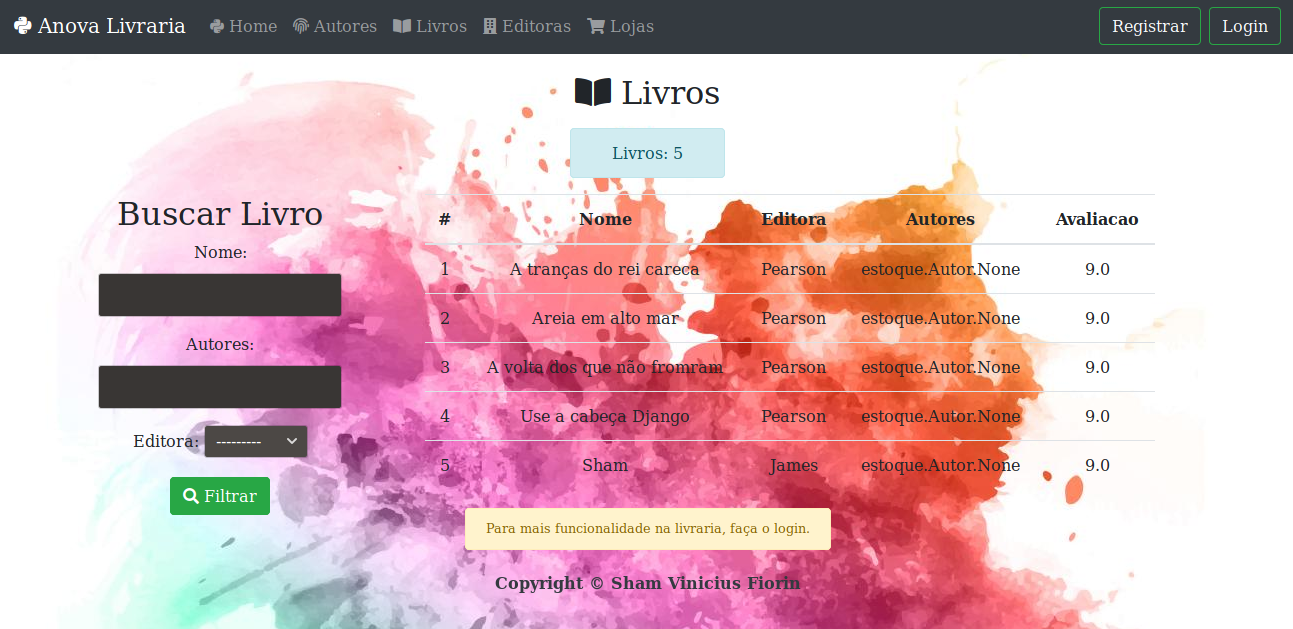 Anova Livraria Home Autores Livros Editoras Lojas Registrar Login
Livros
Livros: 5
Buscar Livro
Nome:
Autores:
Editora: ---------
Filtrar
# Nome Editora Autores Avaliacao
1 A tranças do rei careca Pearson estoque.Autor.None 9.0
2 Areia em alto mar Pearson estoque.Autor.None 9.0
3 A volta dos que não fromram Pearson estoque.Autor.None 9.0
4 Use a cabeça Django Pearson estoque.Autor.None 9.0
5 Sham James estoque.Autor.None 9.0
Para mais funcionalidade na livraria, faça o login.
Copyright © Sham Vinicius Fiorin